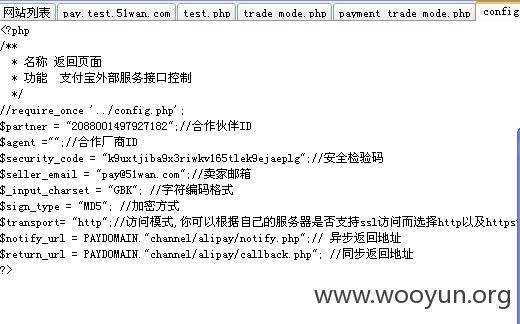 网站列表 pay.test.51wan.com test.php trade_mode.php payment_trade_mode.php config
<?php
/**
* 名称 返回页面
* 功能 支付宝外部服务接口控制
*/
//require_once '../config.php';
$partner = "2088001497927182";//合作伙伴ID
$agent ="";//合作厂商ID
$security_code = "k9uxtjiba9x3riwkv165tlek9ejaeplg";//安全检验码
$seller_email = "pay@51wan.com";//卖家邮箱
$_input_charset = "GBK"; //字符编码格式
$sign_type = "MD5"; //加密方式
$transport= "http";//访问模式,你可以根据自己的服务器是否支持ssl访问而选择http以及https
$notify_url = PAYDOMAIN."channel/alipay/notify.php";// 异步返回地址
$return_url = PAYDOMAIN."channel/alipay/callback.php"; //同步返回地址
?>
www.wooyun.org